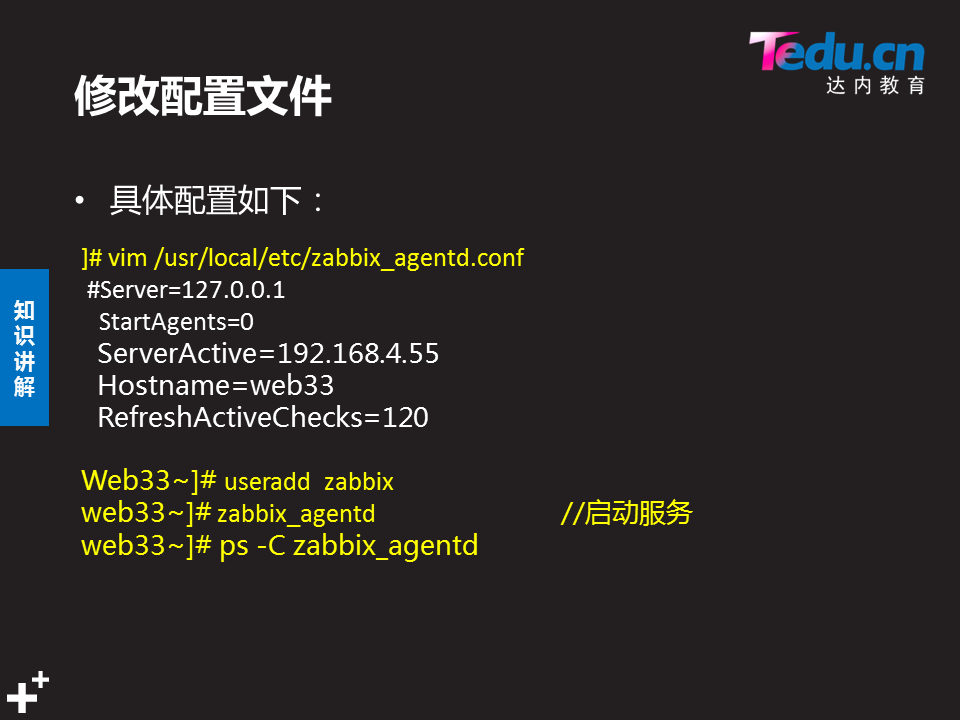 Tedu.cn
达内教育
修改配置文件
• 具体配置如下：
]# vim /usr/local/etc/zabbix_agentd.conf
#Server=127.0.0.1
StartAgents=0
ServerActive=192.168.4.55
Hostname=web33
RefreshActiveChecks=120
知识讲解
Web33~]# useradd zabbix
web33~]# zabbix_agentd //启动服务
web33~]# ps -C zabbix_agentd